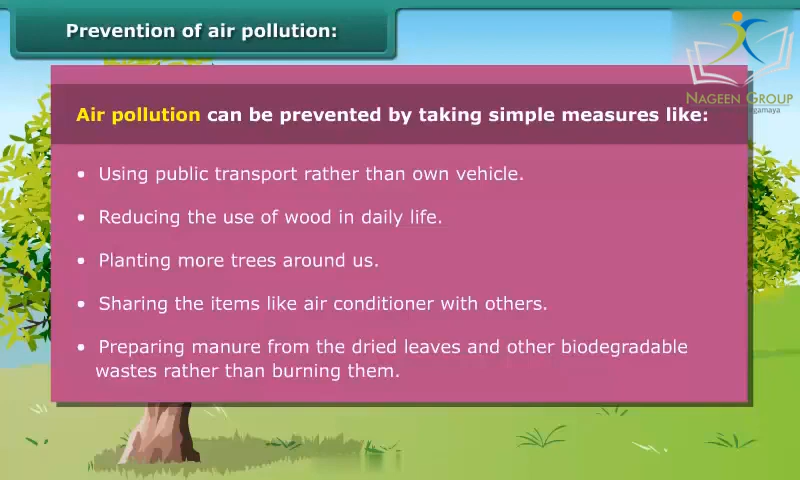 Prevention of air pollution:
NAGEEN GROUP
Air pollution can be prevented by taking simple measures like:
• Using public transport rather than own vehicle.
• Reducing the use of wood in daily life.
• Planting more trees around us.
• Sharing the items like air conditioner with others.
• Preparing manure from the dried leaves and other biodegradable
wastes rather than burning them.